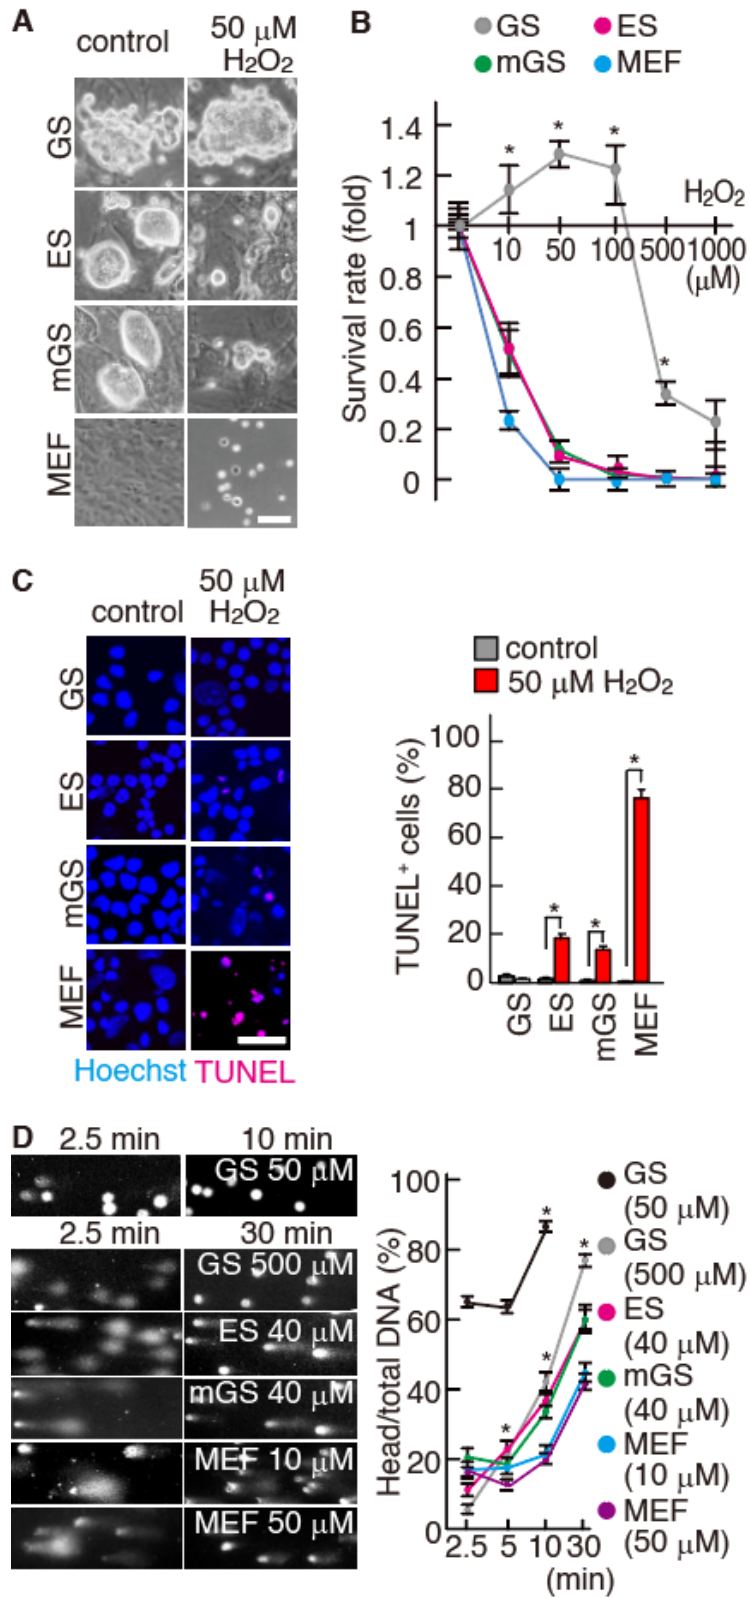 A
control
50 μM
H2O2
GS
ES
mGS
MEF
B
GS
ES
mGS
MEF
Survival rate (fold)
1.4
1.2
1
0.8
0.6
0.4
0.2
0
H2O2
10
50
100
500
1000
(μM)
C
control
50 μM
H2O2
GS
ES
mGS
MEF
Hoechst TUNEL
control
50 μM H2O2
TUNEL+ cells (%)
100
80
60
40
20
0
*
*
*
GS
ES
mGS
MEF
D
2.5 min
10 min
GS 50 μM
2.5 min
30 min
GS 500 μM
ES 40 μM
mGS 40 μM
MEF 10 μM
MEF 50 μM
Head/total DNA (%)
100
80
60
40
20
0
2.5
5
10
30
(min)
GS
(50 μM)
GS
(500 μM)
ES
(40 μM)
mGS
(40 μM)
MEF
(10 μM)
MEF
(50 μM)